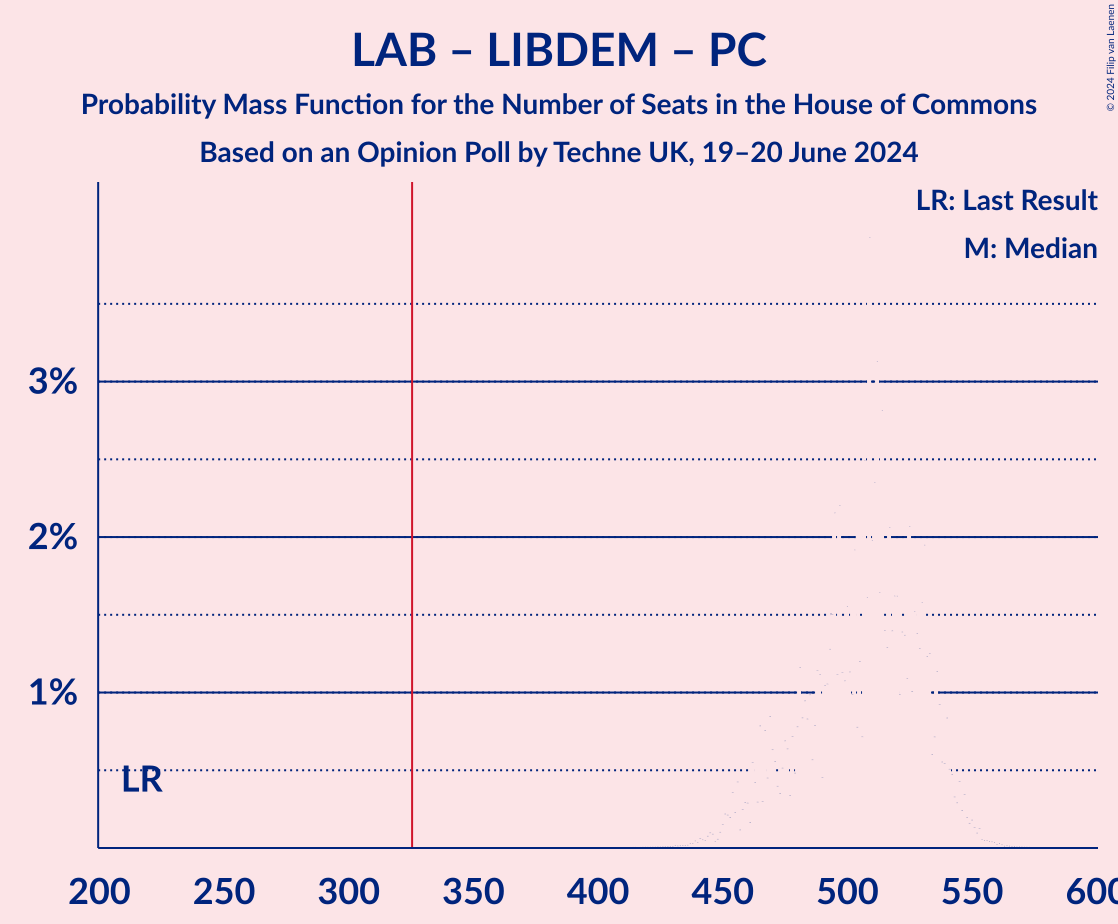 LAB – LIBDEM – PC
Probability Mass Function for the Number of Seats in the House of Commons
Based on an Opinion Poll by Techne UK, 19–20 June 2024
© 2024 Filip van Laenen
LR: Last Result
M: Median
3%
2%
1%
LR
200 250 300 350 400 450 500 550 600